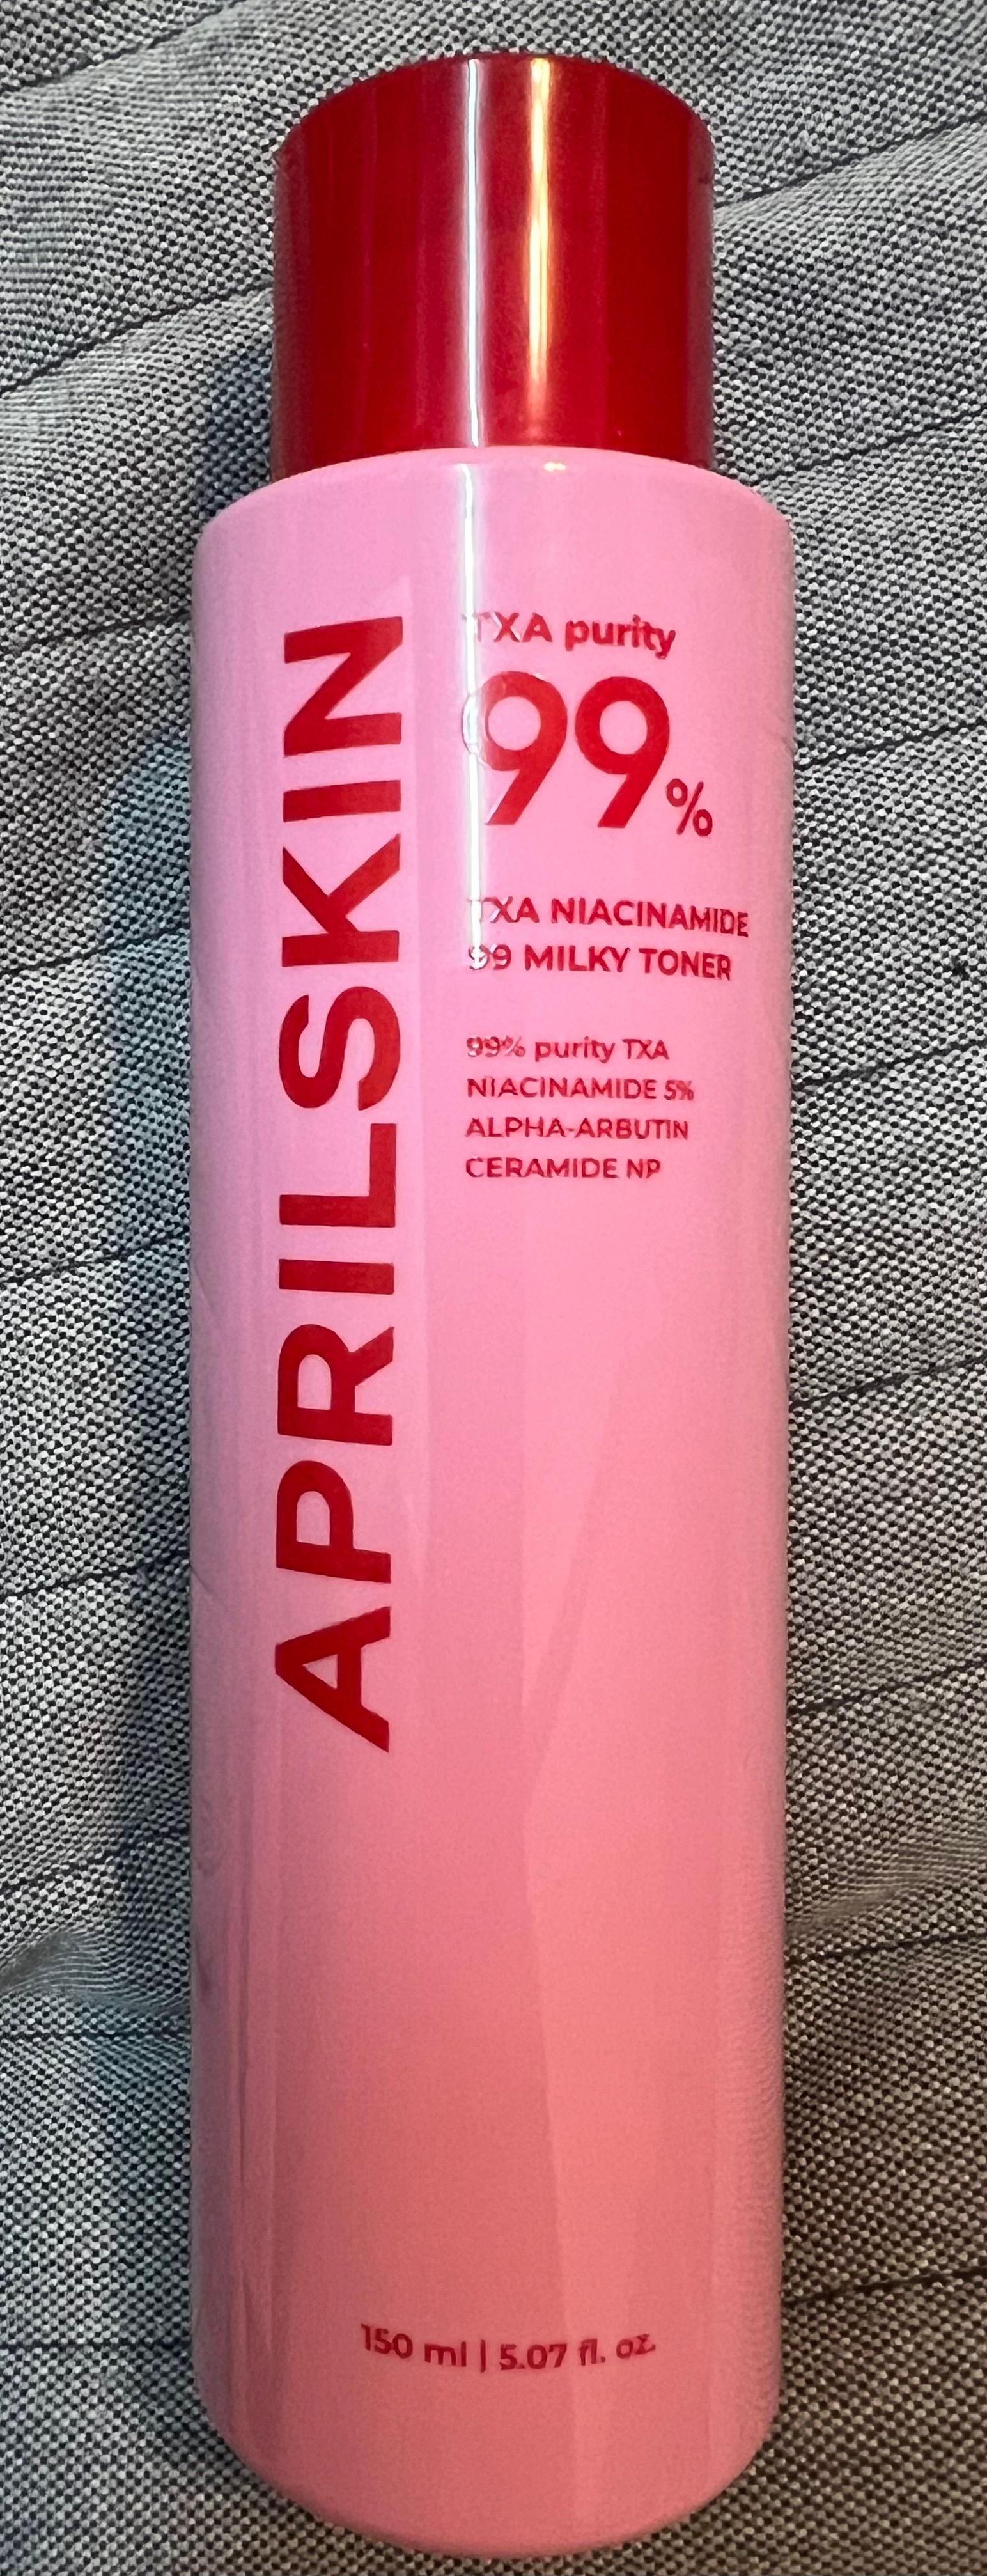 APRILSKIN
TXA purity
99%
TXA NIACINAMIDE
99 MILKY TONER
99% purity TXA
NIACINAMIDE 5%
ALPHA-ARBUTIN
CERAMIDE NP
150 ml | 5.07 fl. oz.